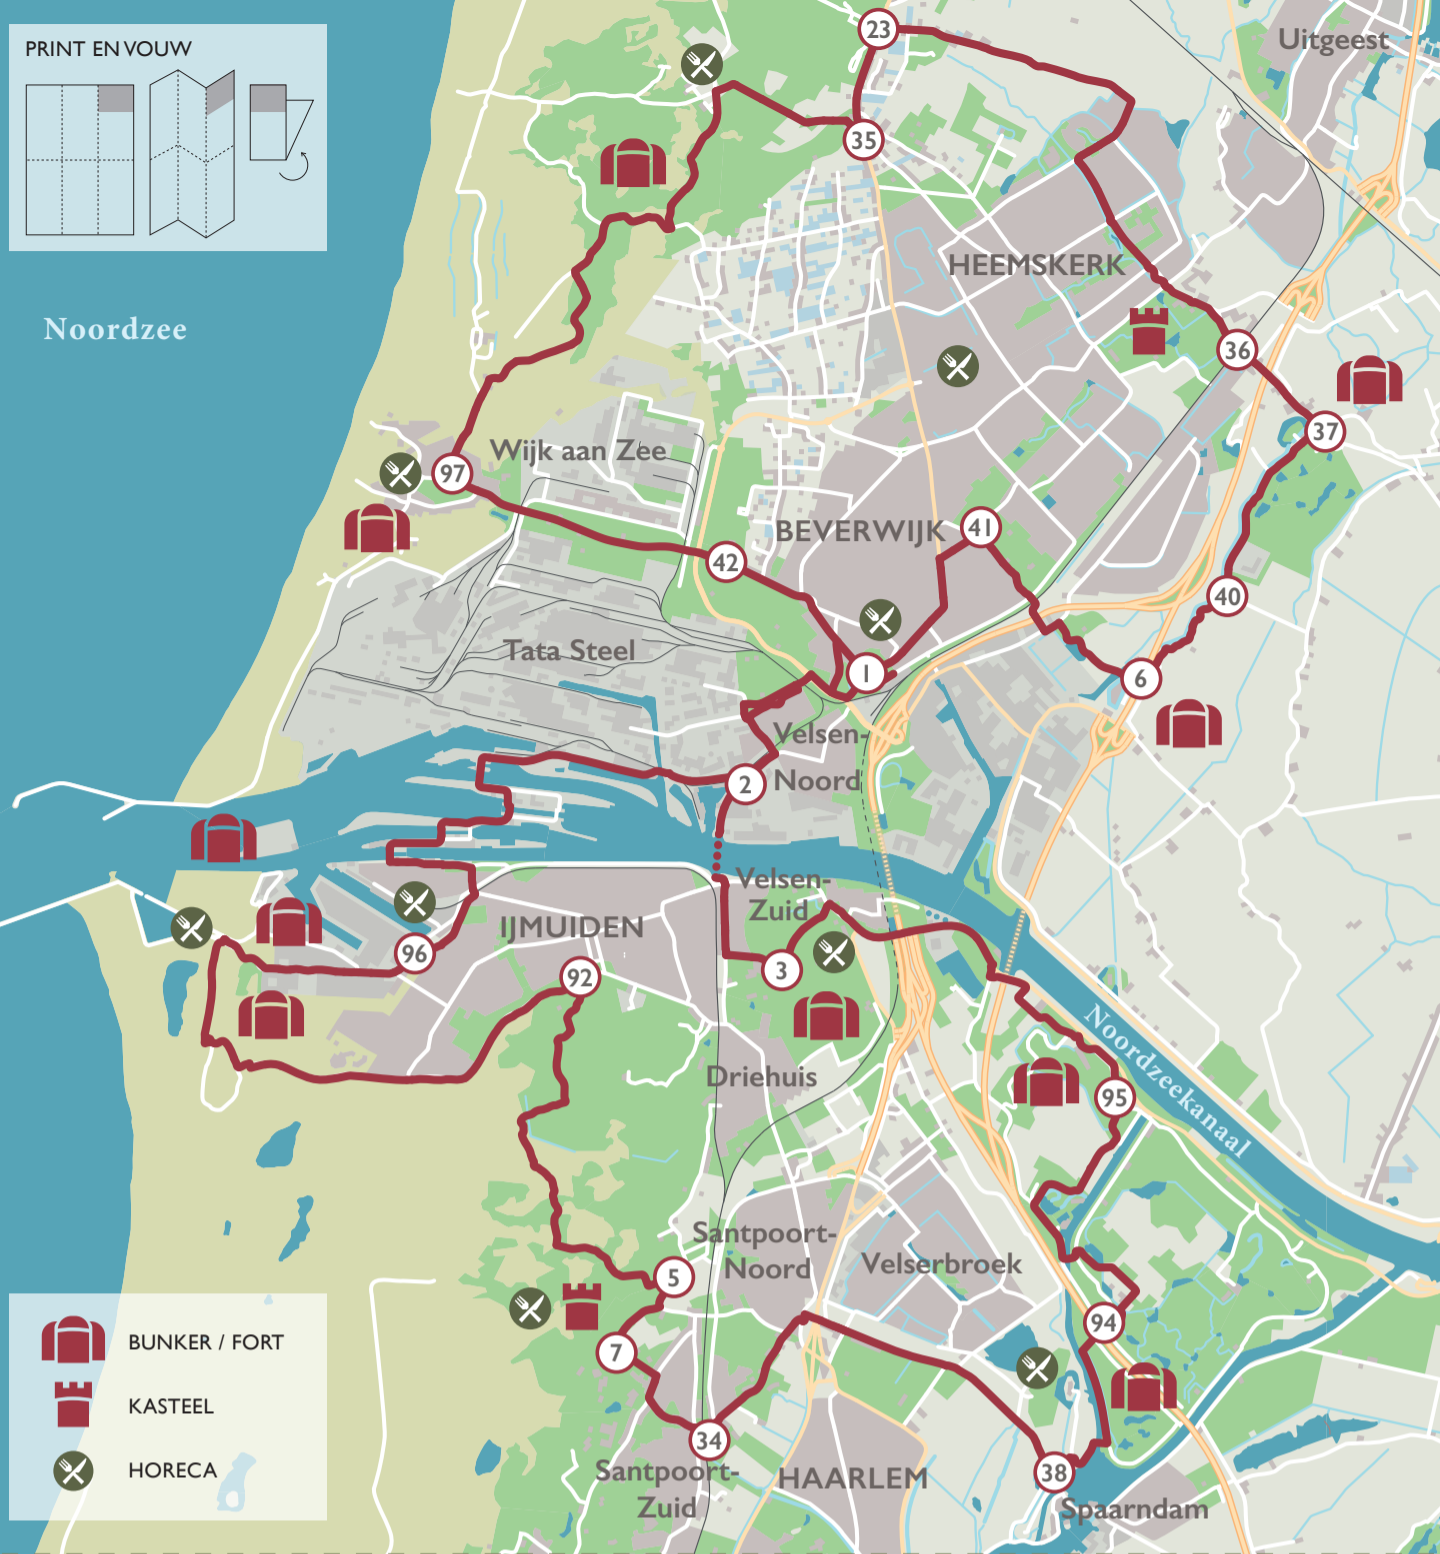 PRINT EN VOUW
23
Uitgeest
35
HEEMSKERK
Noordzee
36
37
Wijk aan Zee
97
BEVERWIJK
41
42
40
Tata Steel
1
6
Velsen-
Noord
2
Velsen-
Zuid
IJMUIDEN
96
92
3
Noordzeekanaal
Driehuis
95
Santpoort-
Noord
Velserbroek
5
94
7
BUNKER / FORT
KASTEEL
HORECA
34
Santpoort-
Zuid
HAARLEM
38
Spaarndam